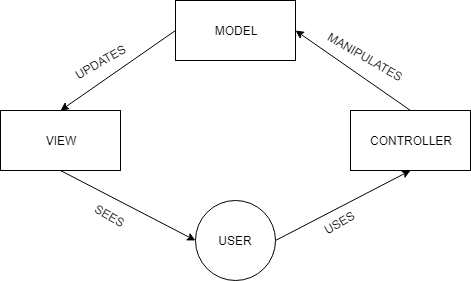 MODEL
UPDATES
MANIPULATES
VIEW
CONTROLLER
SEES
USER
USES